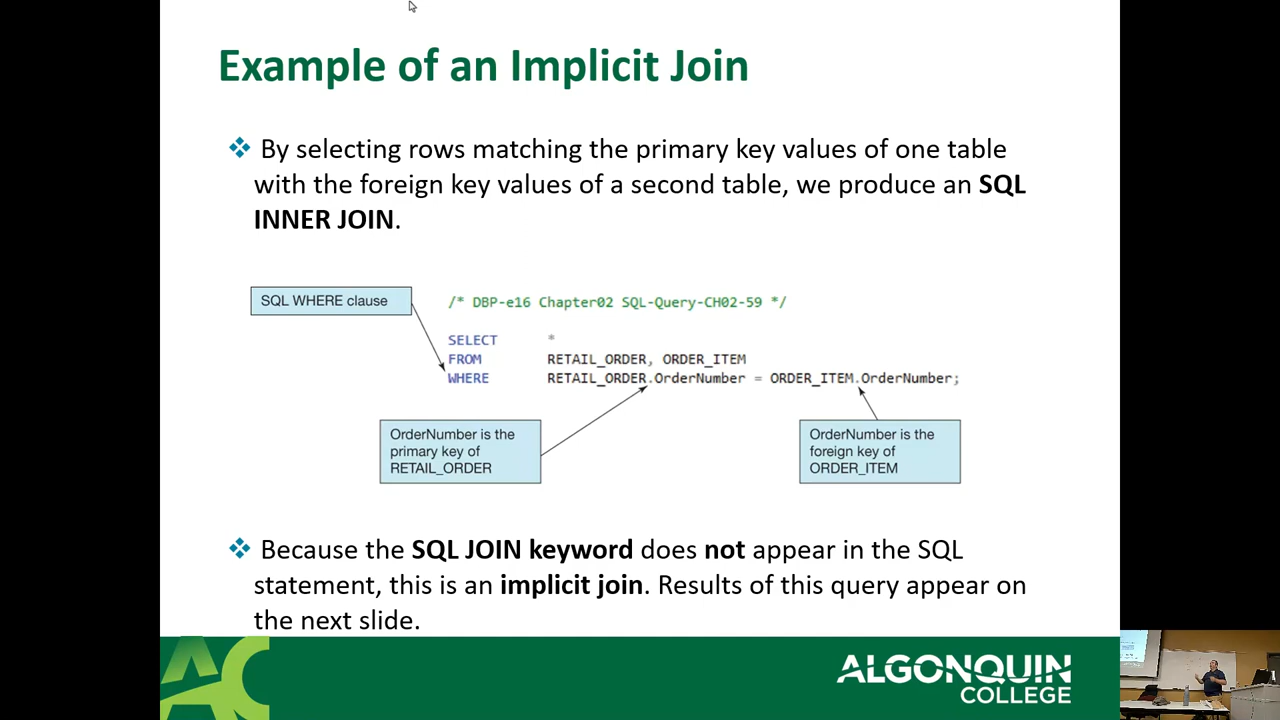 Example of an Implicit Join
❖ By selecting rows matching the primary key values of one table
with the foreign key values of a second table, we produce an SQL
INNER JOIN.
SQL WHERE clause
/* DBP-e16 Chapter02 SQL-Query-CH02-59 */
SELECT *
FROM RETAIL_ORDER, ORDER_ITEM
WHERE RETAIL_ORDER.OrderNumber = ORDER_ITEM.OrderNumber;
OrderNumber is the
primary key of
RETAIL_ORDER
OrderNumber is the
foreign key of
ORDER_ITEM
❖ Because the SQL JOIN keyword does not appear in the SQL
statement, this is an implicit join. Results of this query appear on
the next slide.
AC
ALGONQUIN
COLLEGE